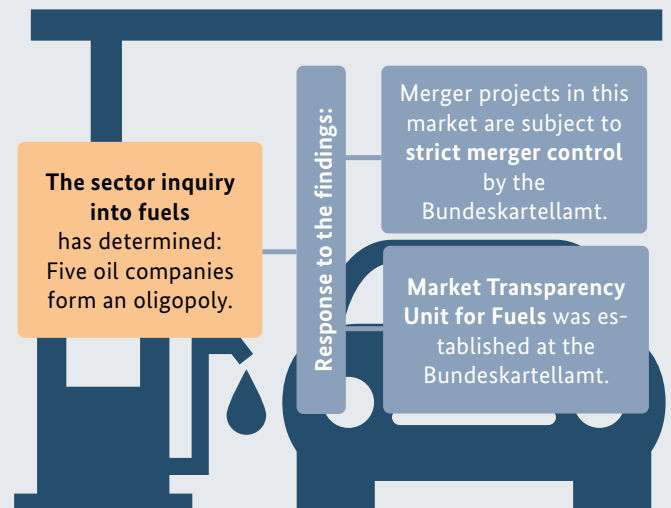 The sector inquiry
into fuels
has determined:
Five oil companies
form an oligopoly.
Response to the findings:
Merger projects in this
market are subject to
strict merger control
by the
Bundeskartellamt.
Market Transparency
Unit for Fuels was es-
tablished at the
Bundeskartellamt.